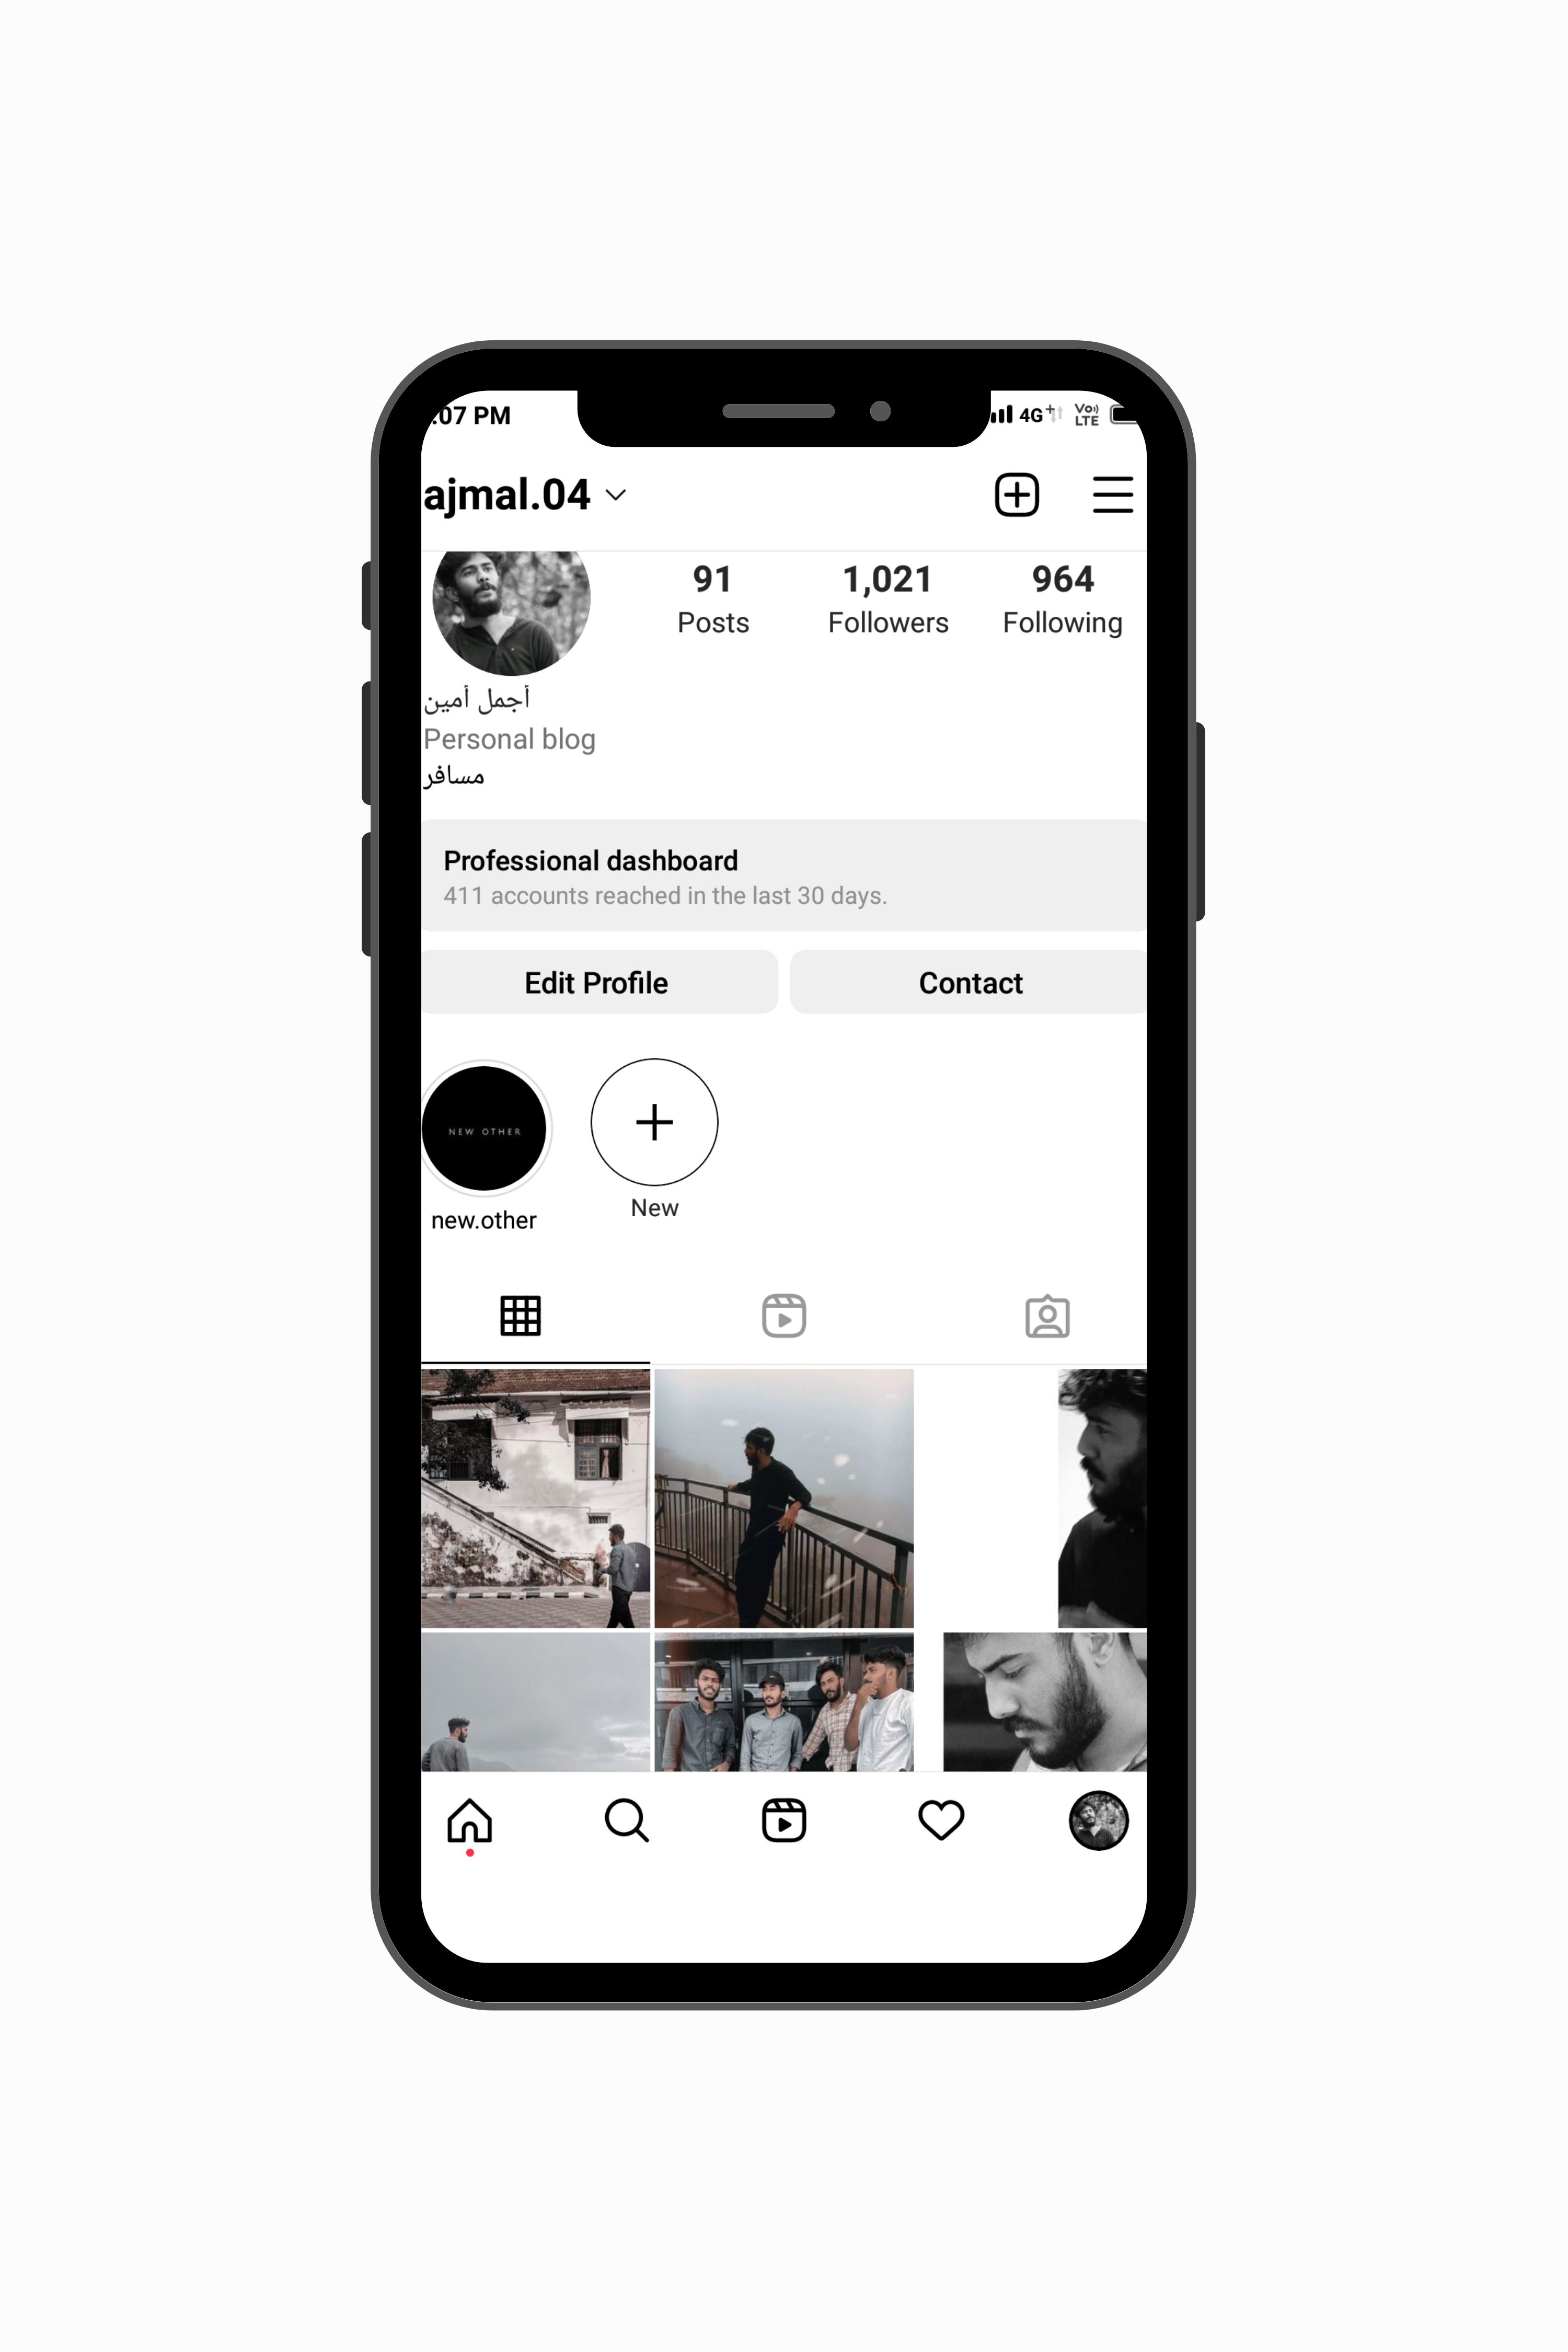 :07 PM 4G+ Vo)) LTE
ajmal.04
91 1,021 964
Posts Followers Following
أجمل أمين
Personal blog
مسافر
Professional dashboard
411 accounts reached in the last 30 days.
Edit Profile Contact
NEW OTHER
new.other New